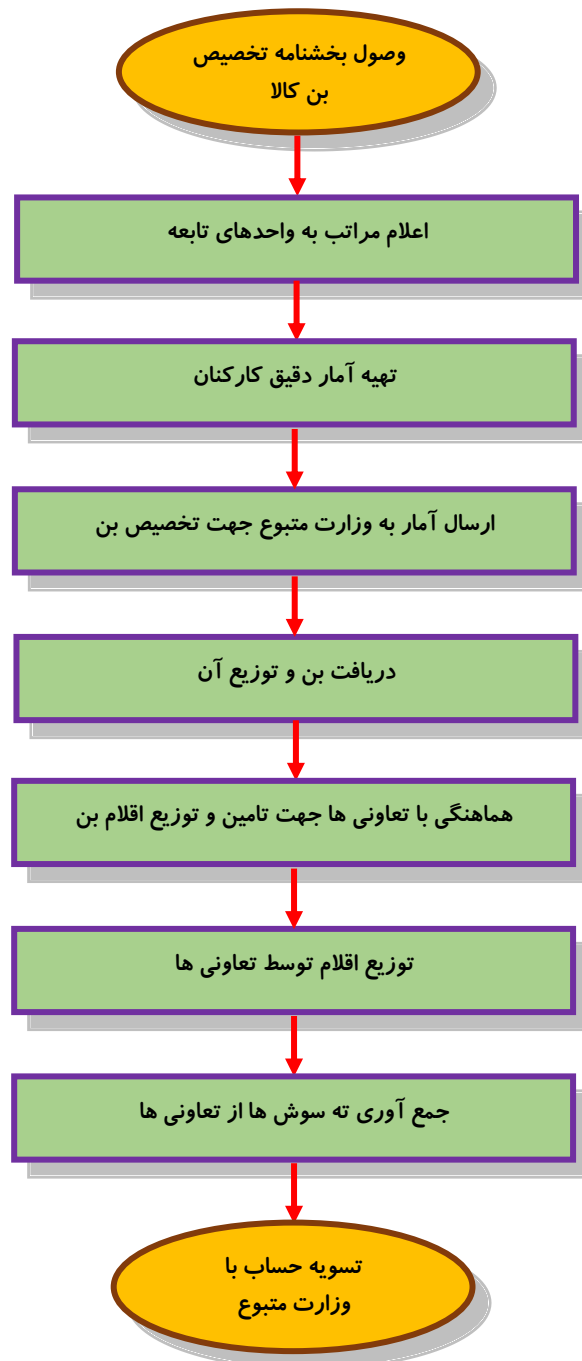 وصول بخشنامه تخصیص
بن کالا
اعلام مراتب به واحدهای تابعه
تهیه آمار دقیق کارکنان
ارسال آمار به وزارت متبوع جهت تخصیص بن
دریافت بن و توزیع آن
هماهنگی با تعاونی ها جهت تامین و توزیع اقلام بن
توزیع اقلام توسط تعاونی ها
جمع آوری ته سوش ها از تعاونی ها
تسویه حساب با
وزارت متبوع